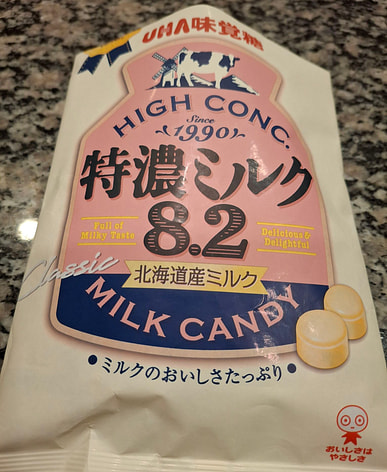 UHA味覚糖
HIGH CONC.
Since
1990
特濃ミルク
8.2
Full of
Milky Taste
Delicious &
Delightful
Classic
北海道産ミルク
MILK CANDY
•ミルクのおいしさたっぷり•
おいしさは
やさしさ